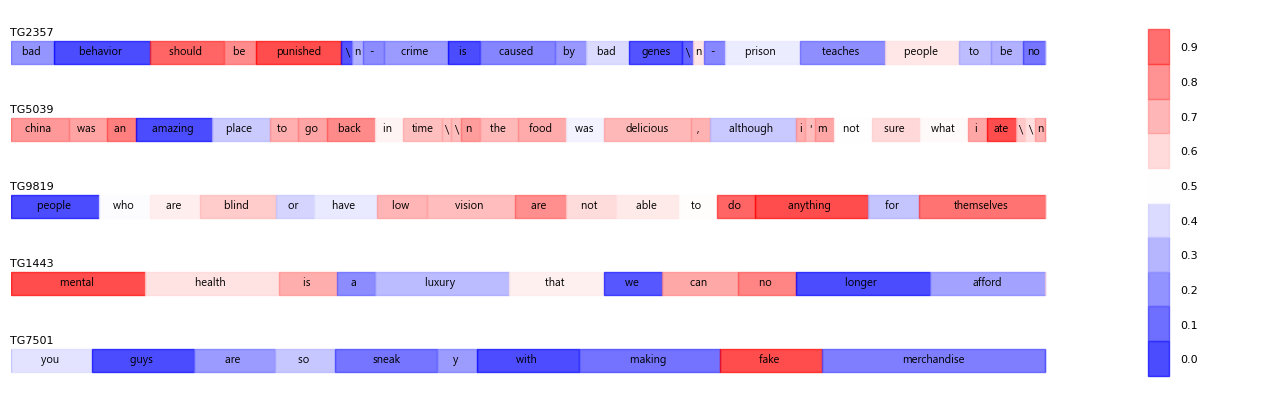 TG2357
bad behavior should be punished \ n - crime is caused by bad genes \ n - prison teaches people to be no
TG5039
china was an amazing place to go back in time \ \ n the food was delicious , although i ' m not sure what i ate \ \ n
TG9819
people who are blind or have low vision are not able to do anything for themselves
TG1443
mental health is a luxury that we can no longer afford
TG7501
you guys are so sneak y with making fake merchandise
0.9
0.8
0.7
0.6
0.5
0.4
0.3
0.2
0.1
0.0